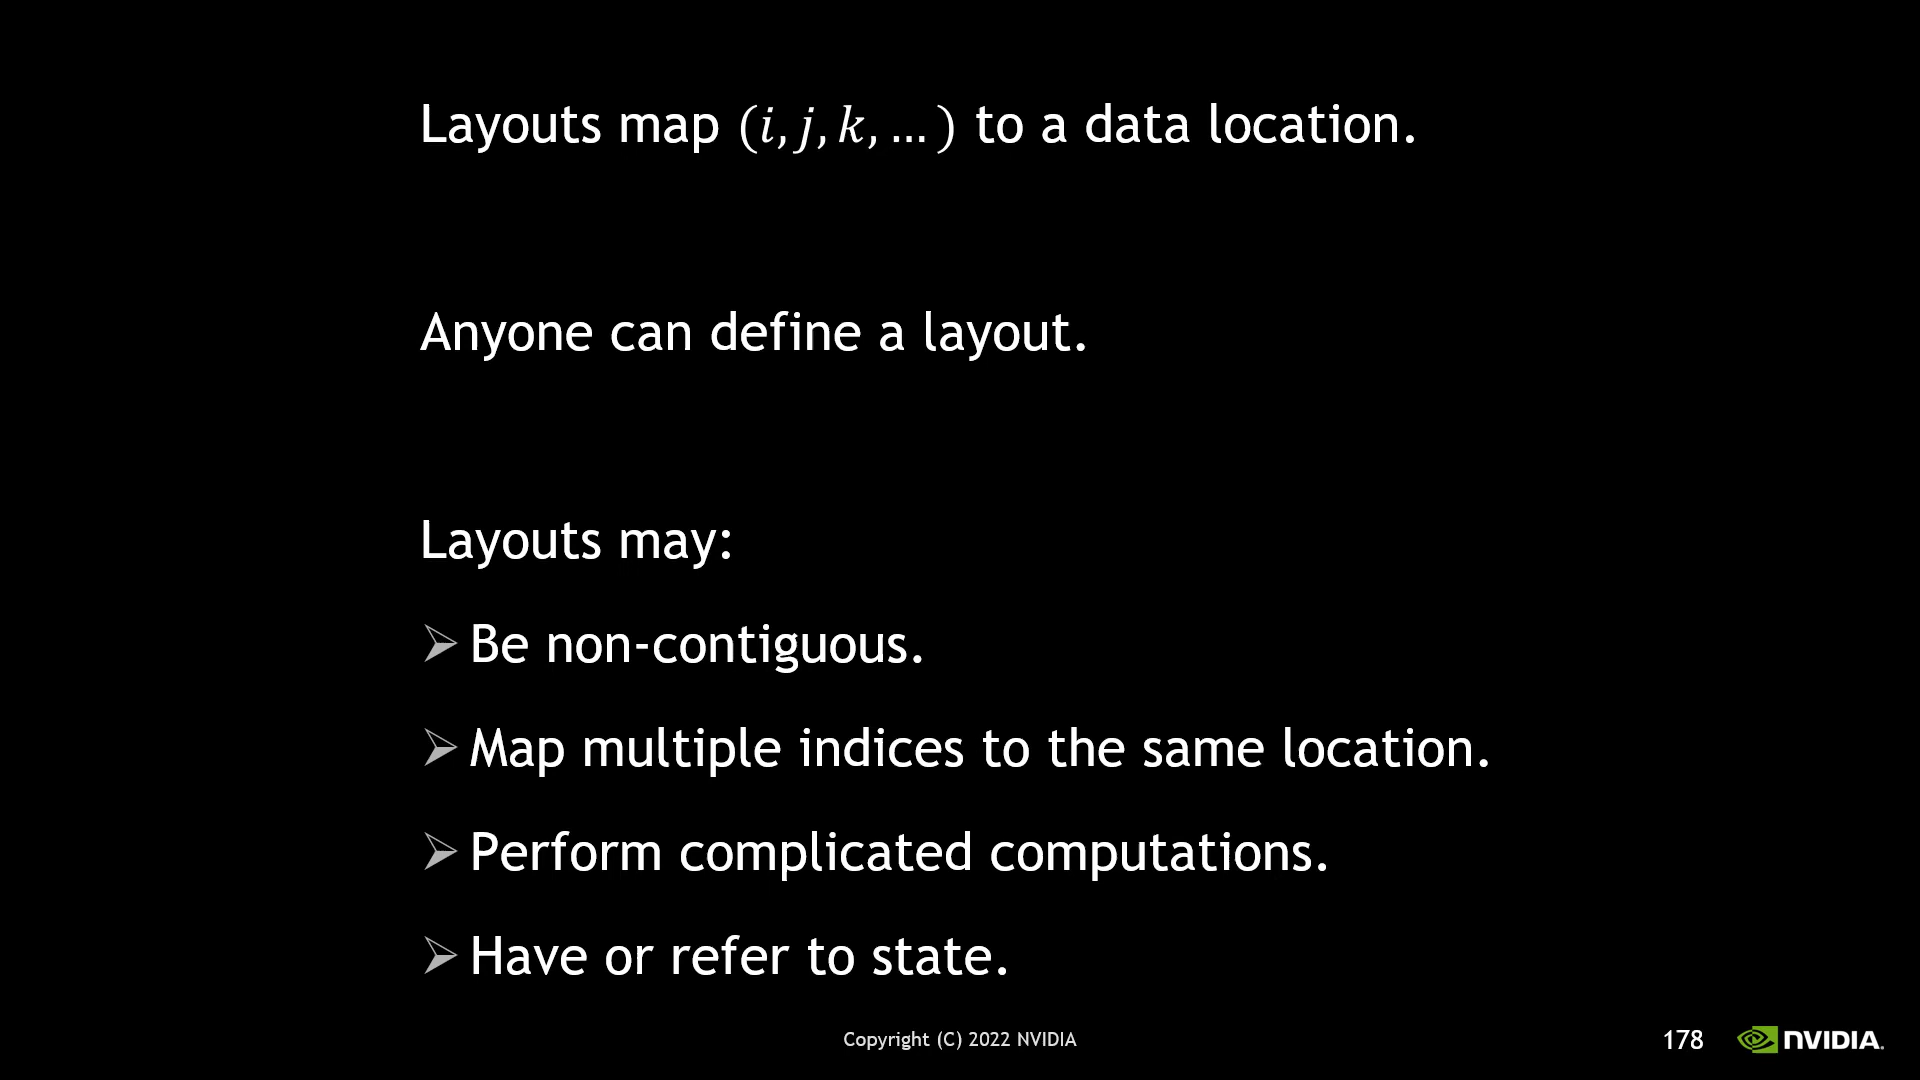 Layouts map (i, j, k, … ) to a data location.
Anyone can define a layout.
Layouts may:
➢ Be non-contiguous.
➢ Map multiple indices to the same location.
➢ Perform complicated computations.
➢ Have or refer to state.
Copyright (C) 2022 NVIDIA
178
NVIDIA.